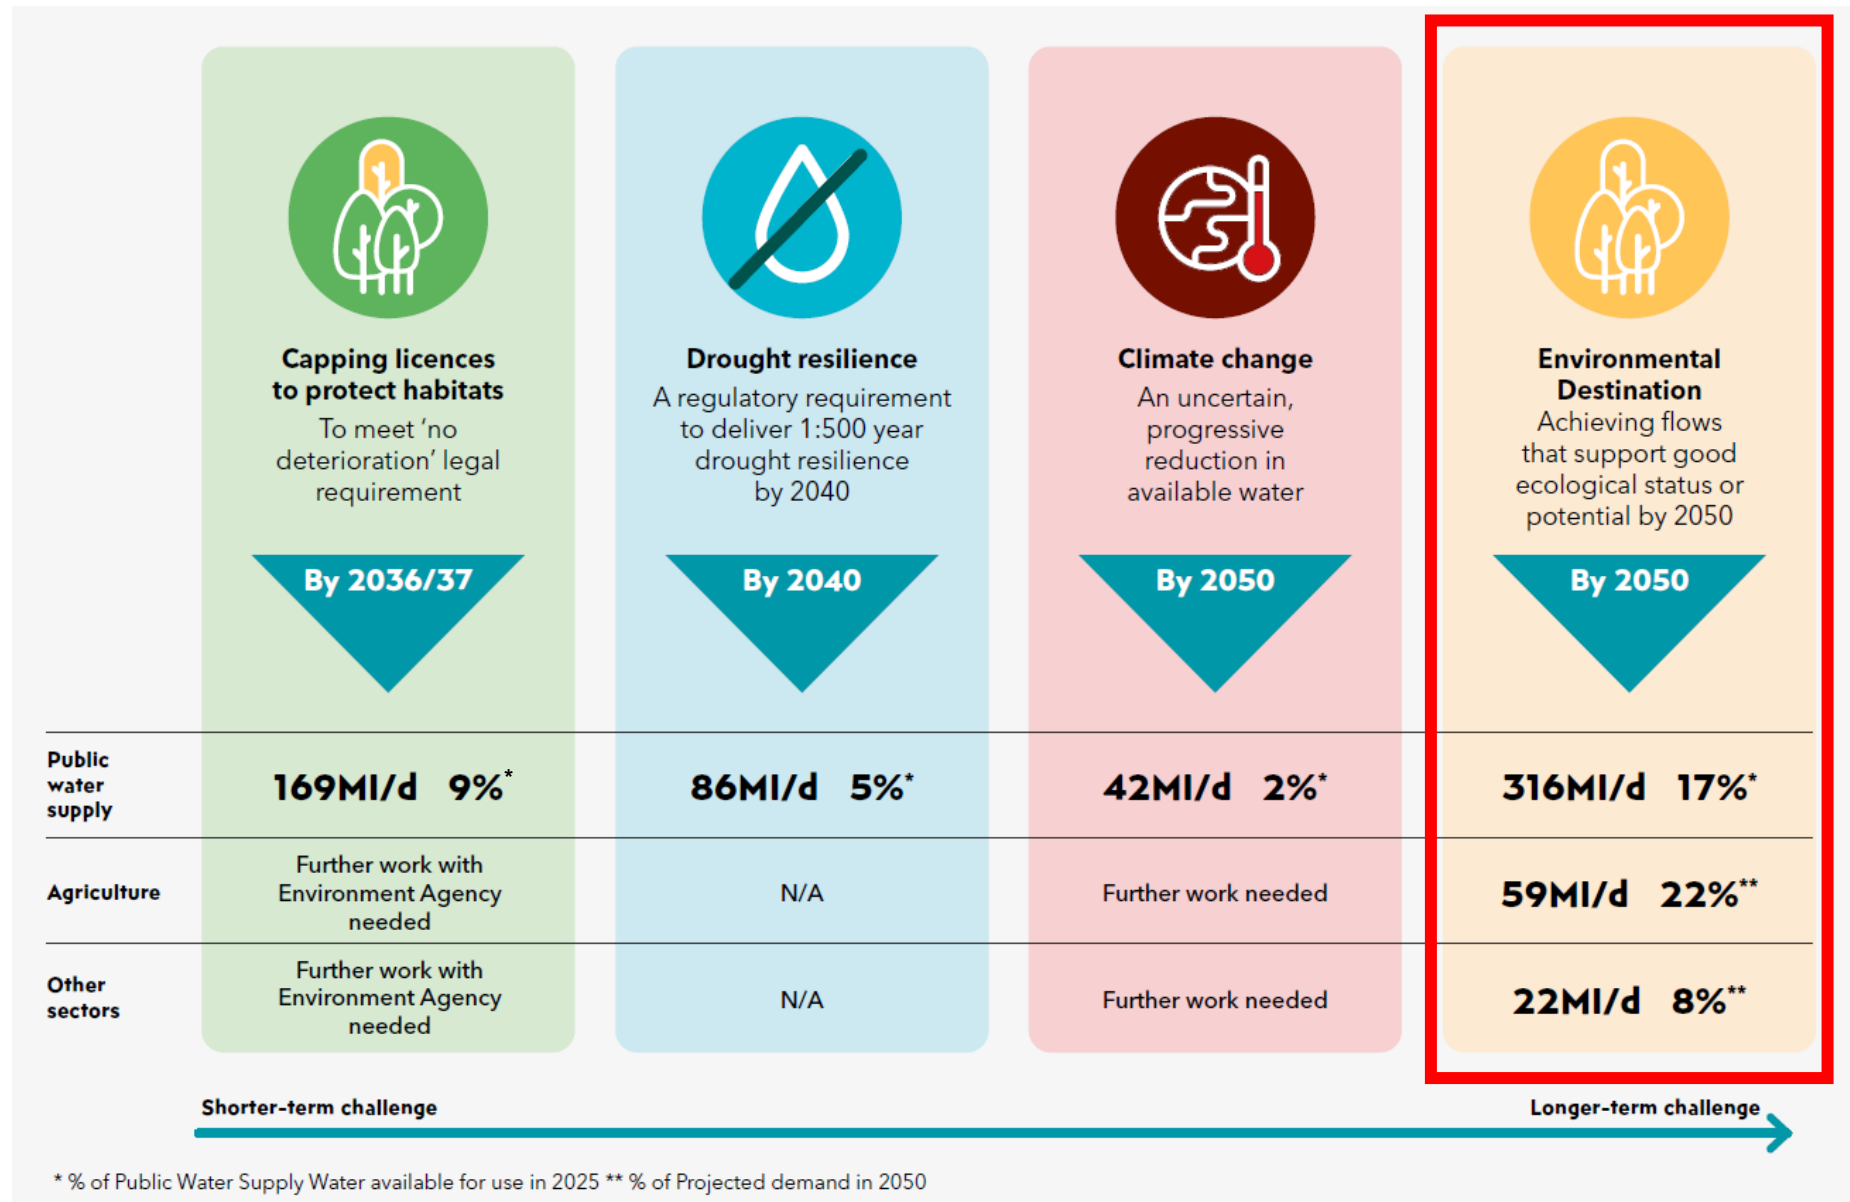 Capping licences
to protect habitats
To meet ‘no
deterioration’ legal
requirement
By 2036/37
Drought resilience
A regulatory requirement
to deliver 1:500 year
drought resilience
by 2040
By 2040
Climate change
An uncertain,
progressive
reduction in
available water
By 2050
Environmental
Destination
Achieving flows
that support good
ecological status or
potential by 2050
By 2050
Public
water
supply
169Ml/d 9%*
86Ml/d 5%*
42Ml/d 2%*
316Ml/d 17%*
Agriculture
Further work with
Environment Agency
needed
N/A
Further work needed
59Ml/d 22%**
Other
sectors
Further work with
Environment Agency
needed
N/A
Further work needed
22Ml/d 8%**
Shorter-term challenge
Longer-term challenge
* % of Public Water Supply Water available for use in 2025 ** % of Projected demand in 2050